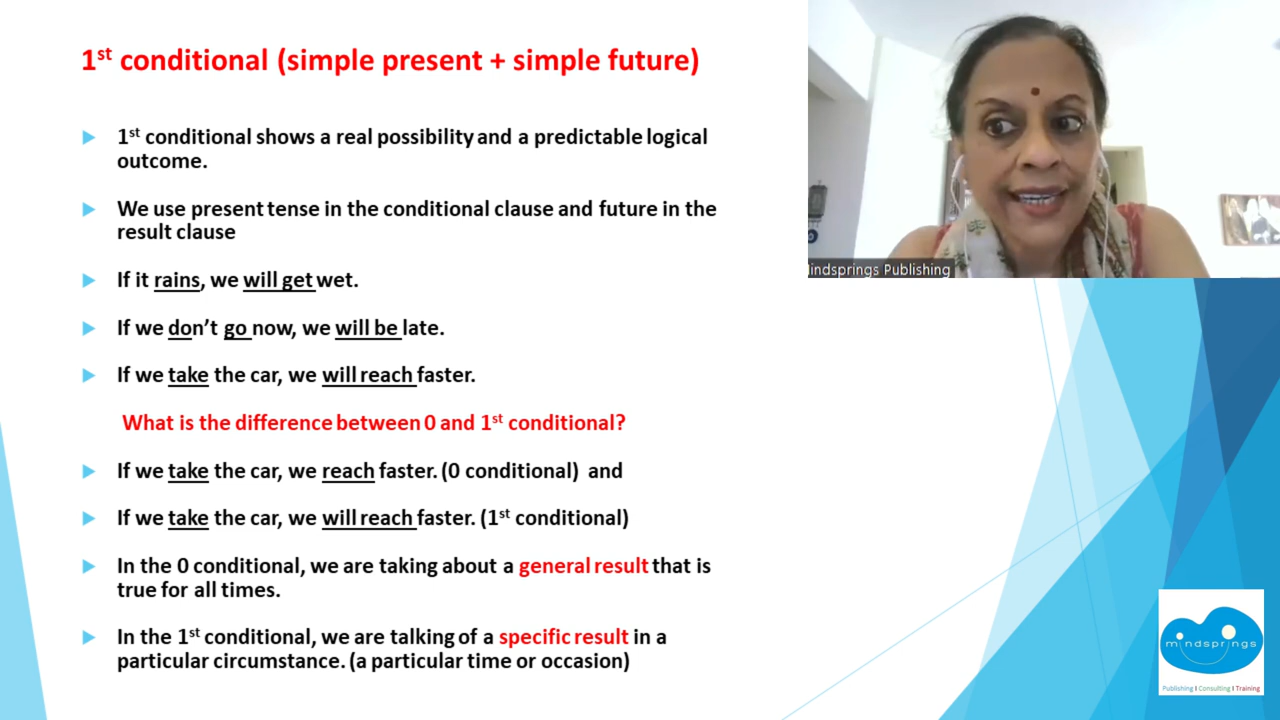 1st conditional (simple present + simple future)
1st conditional shows a real possibility and a predictable logical
outcome.
We use present tense in the conditional clause and future in the
result clause
If it rains, we will get wet.
If we don’t go now, we will be late.
If we take the car, we will reach faster.
What is the difference between 0 and 1st conditional?
If we take the car, we reach faster. (0 conditional) and
If we take the car, we will reach faster. (1st conditional)
In the 0 conditional, we are taking about a general result that is
true for all times.
In the 1st conditional, we are talking of a specific result in a
particular circumstance. (a particular time or occasion)
indsprings Publishing
mindsprings
Publishing I Consulting I Training